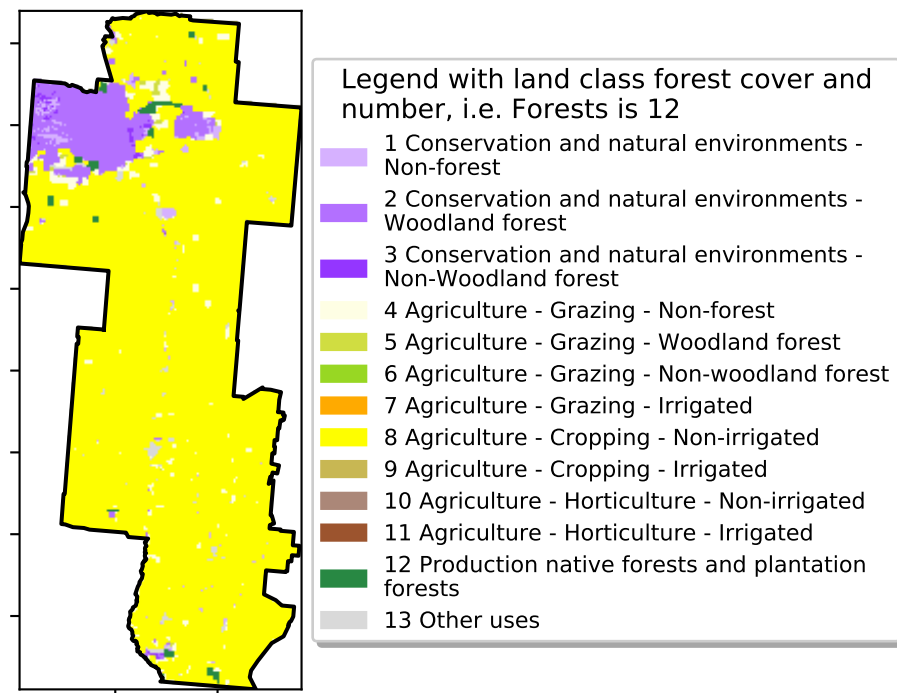 Legend with land class forest cover and
number, i.e. Forests is 12
1 Conservation and natural environments -
Non-forest
2 Conservation and natural environments -
Woodland forest
3 Conservation and natural environments -
Non-Woodland forest
4 Agriculture - Grazing - Non-forest
5 Agriculture - Grazing - Woodland forest
6 Agriculture - Grazing - Non-woodland forest
7 Agriculture - Grazing - Irrigated
8 Agriculture - Cropping - Non-irrigated
9 Agriculture - Cropping - Irrigated
10 Agriculture - Horticulture - Non-irrigated
11 Agriculture - Horticulture - Irrigated
12 Production native forests and plantation
forests
13 Other uses